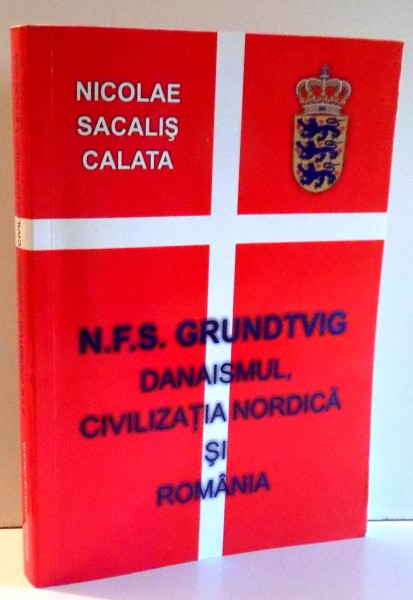 NICOLAE
SACALIŞ
CALATA
N.F.S. GRUNDTVIG
DANAISMUL,
CIVILIZAŢIA NORDICĂ
ŞI
ROMÂNIA